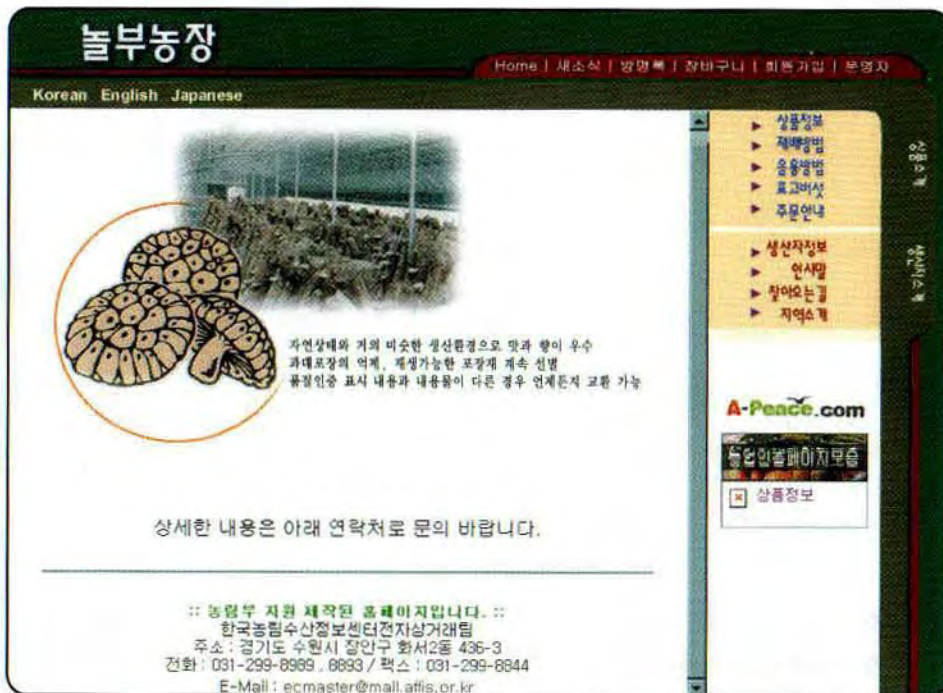 놀부농장
Home | 새소식 | 방명록 | 장바구니 | 회원가입 | 운영자
Korean English Japanese
상품정보
재배방법
응용방법
표고버섯
주문안내
생산자정보
인사말
찾아오는길
지역소개
상품소개
생산지소개
자연상태와 거의 비슷한 생산환경으로 맛과 향이 우수
과대포장의 억제, 재생가능한 포장재 계속 선별
품질인증 표시 내용과 내용물이 다른 경우 언제든지 교환 가능
A-Peace.com
농업인홈페이지모음
상품정보
상세한 내용은 아래 연락처로 문의 바랍니다.
:: 농림부 지원 제작된 홈페이지입니다. ::
한국농림수산정보센터전자상거래팀
주소 : 경기도 수원시 장안구 화서2동 436-3
전화 : 031-299-8989 , 8893 / 팩스 : 031-299-8844
E-Mail : ecmaster@mail.affis.or.kr